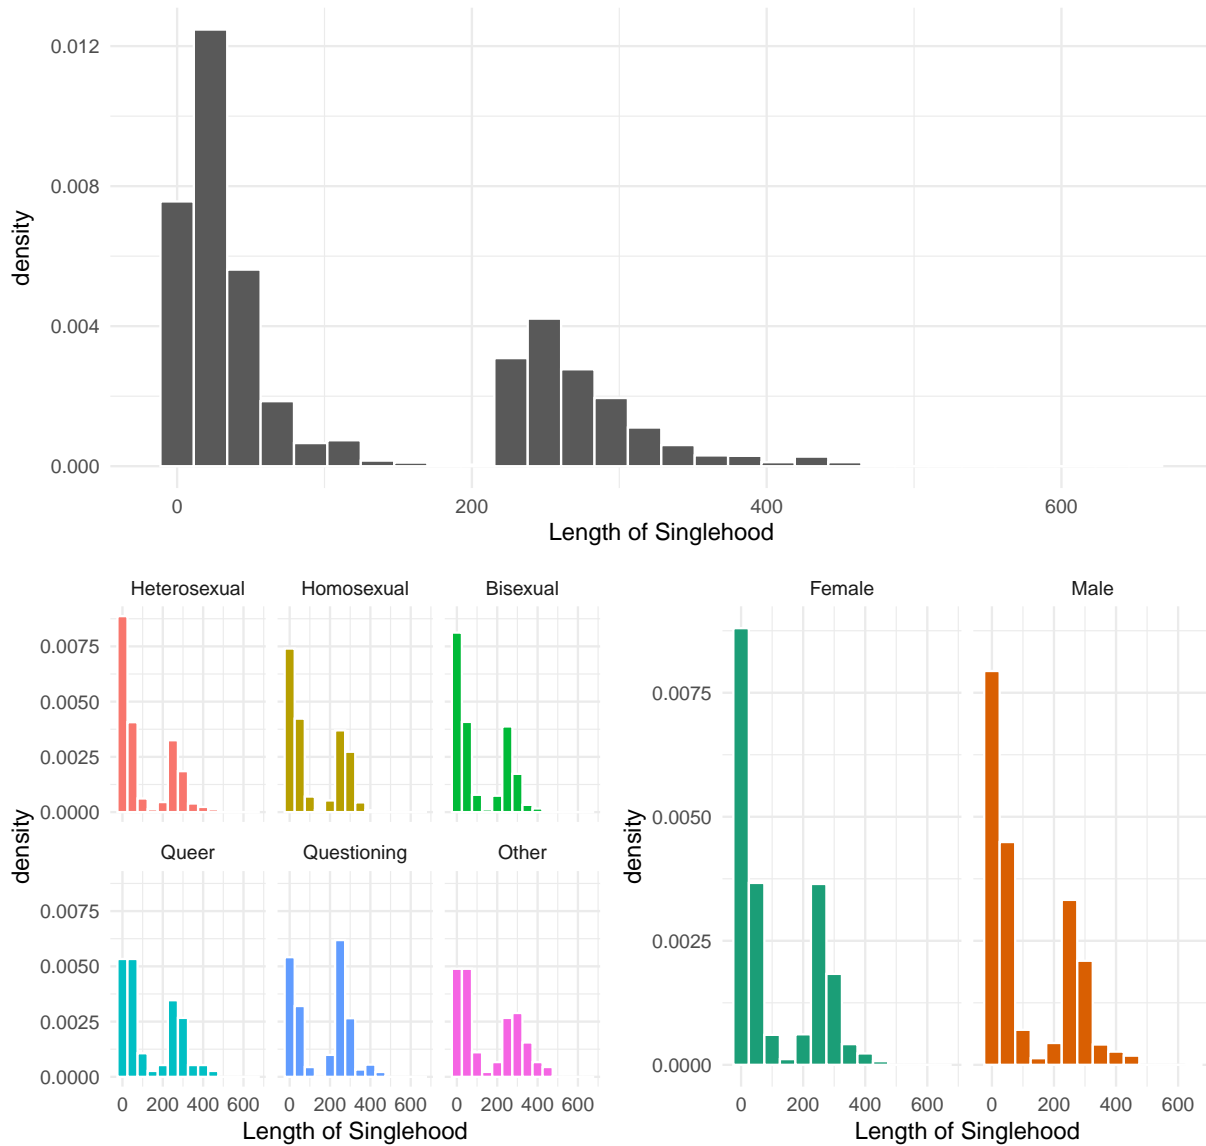 0.012
0.008
0.004
0.000
density
0 200 400 600
Length of Singlehood
Heterosexual Homosexual Bisexual
0.0075
0.0050
0.0025
0.0000
Queer Questioning Other
0.0075
0.0050
0.0025
0.0000
density
0 200 400 600 0 200 400 600 0 200 400 600
Length of Singlehood
Female Male
0.0075
0.0050
0.0025
0.0000
density
0 200 400 600 0 200 400 600
Length of Singlehood